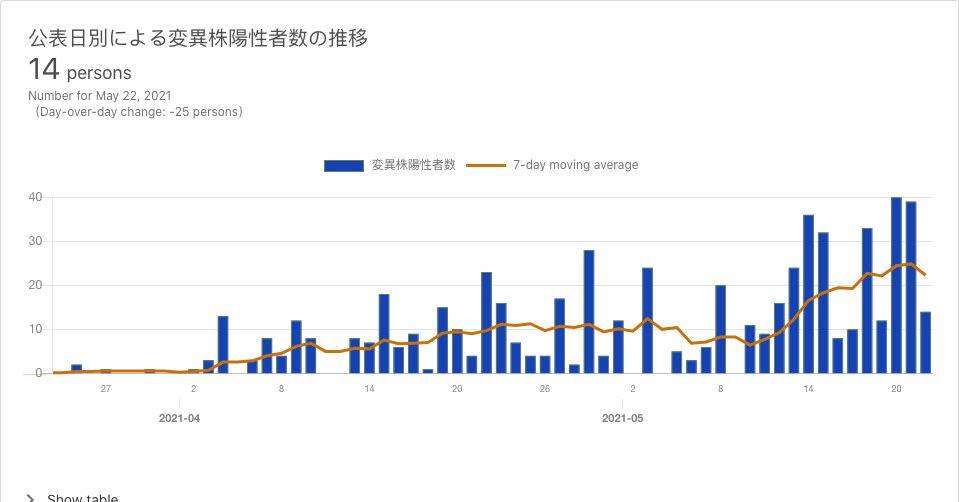 公表日別による変異株陽性者数の推移
14 persons
Number for May 22, 2021
（Day-over-day change: -25 persons）
変異株陽性者数 7-day moving average
40
30
20
10
0
27 2 8 14 20 26 2 8 14 20
2021-04 2021-05
Show table